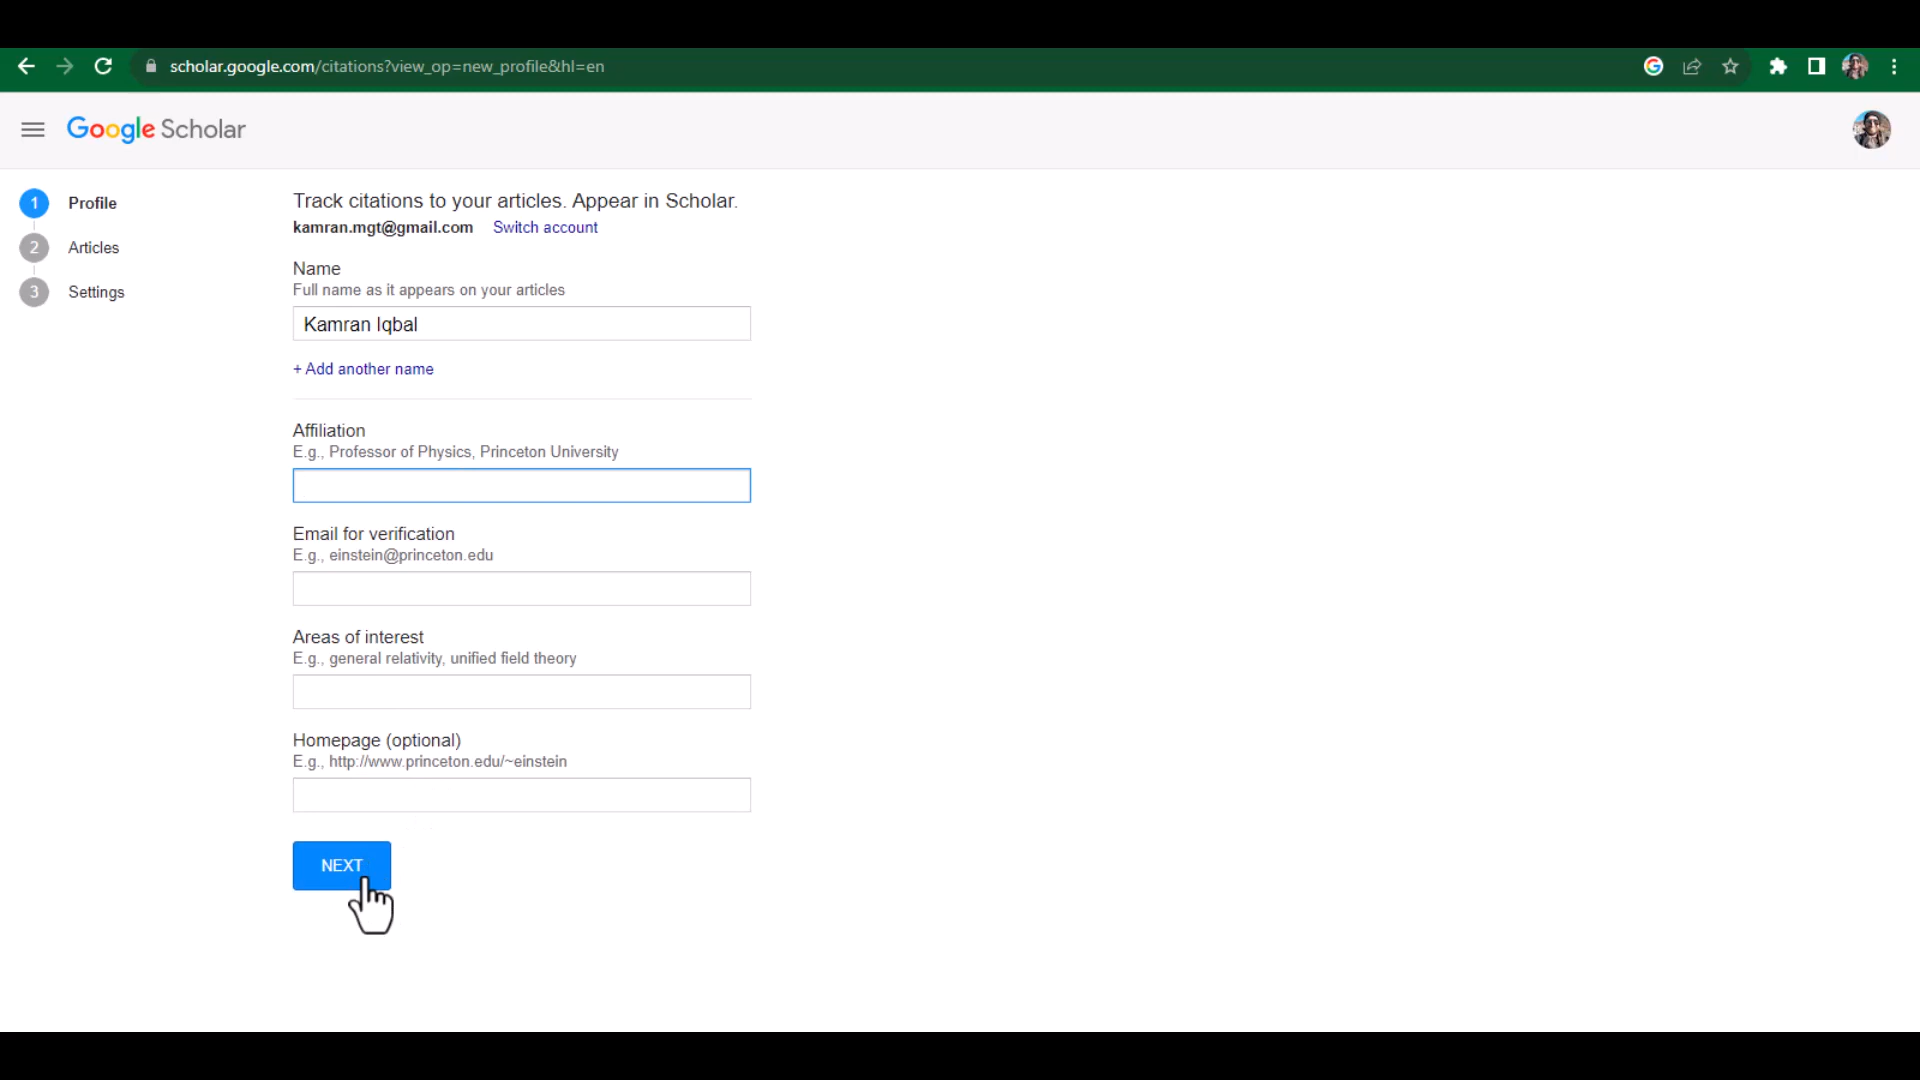 scholar.google.com/citations?view_op=new_profile&hl=en
Google Scholar
1 Profile
2 Articles
3 Settings
Track citations to your articles. Appear in Scholar.
kamran.mgt@gmail.com Switch account
Name
Full name as it appears on your articles
Kamran Iqbal
+ Add another name
Affiliation
E.g., Professor of Physics, Princeton University
Email for verification
E.g., einstein@princeton.edu
Areas of interest
E.g., general relativity, unified field theory
Homepage (optional)
E.g., http://www.princeton.edu/~einstein
NEXT